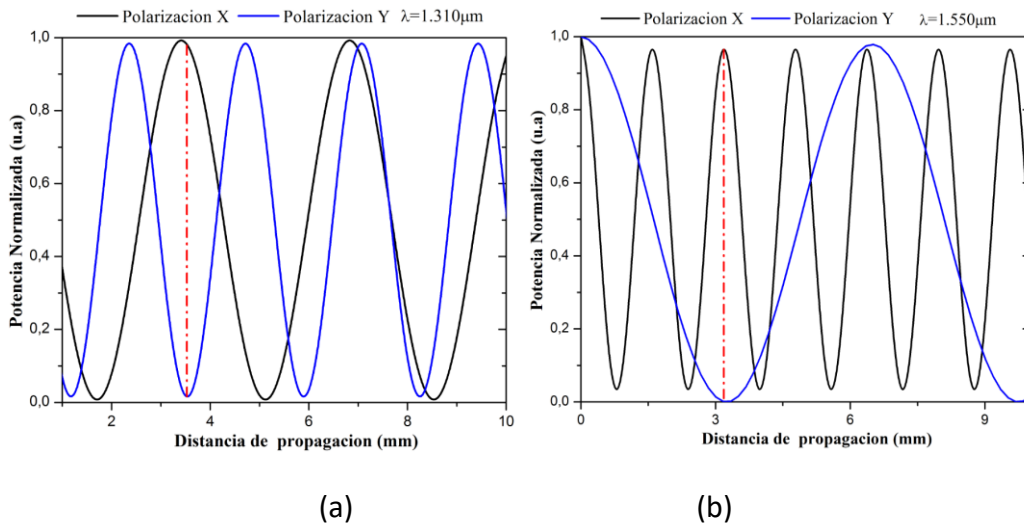 Polarizacion X Polarizacion Y λ=1.310μm
1,0
0,8
0,6
0,4
0,2
0,0
Potencia Normalizada (u.a)
2 4 6 8 10
Distancia de propagacion (mm)
(a)
Polarizacion X Polarizacion Y λ=1.550μm
1,0
0,8
0,6
0,4
0,2
0,0
Potencia Normalizada (u.a)
0 3 6 9
Distancia de propagacion (mm)
(b)